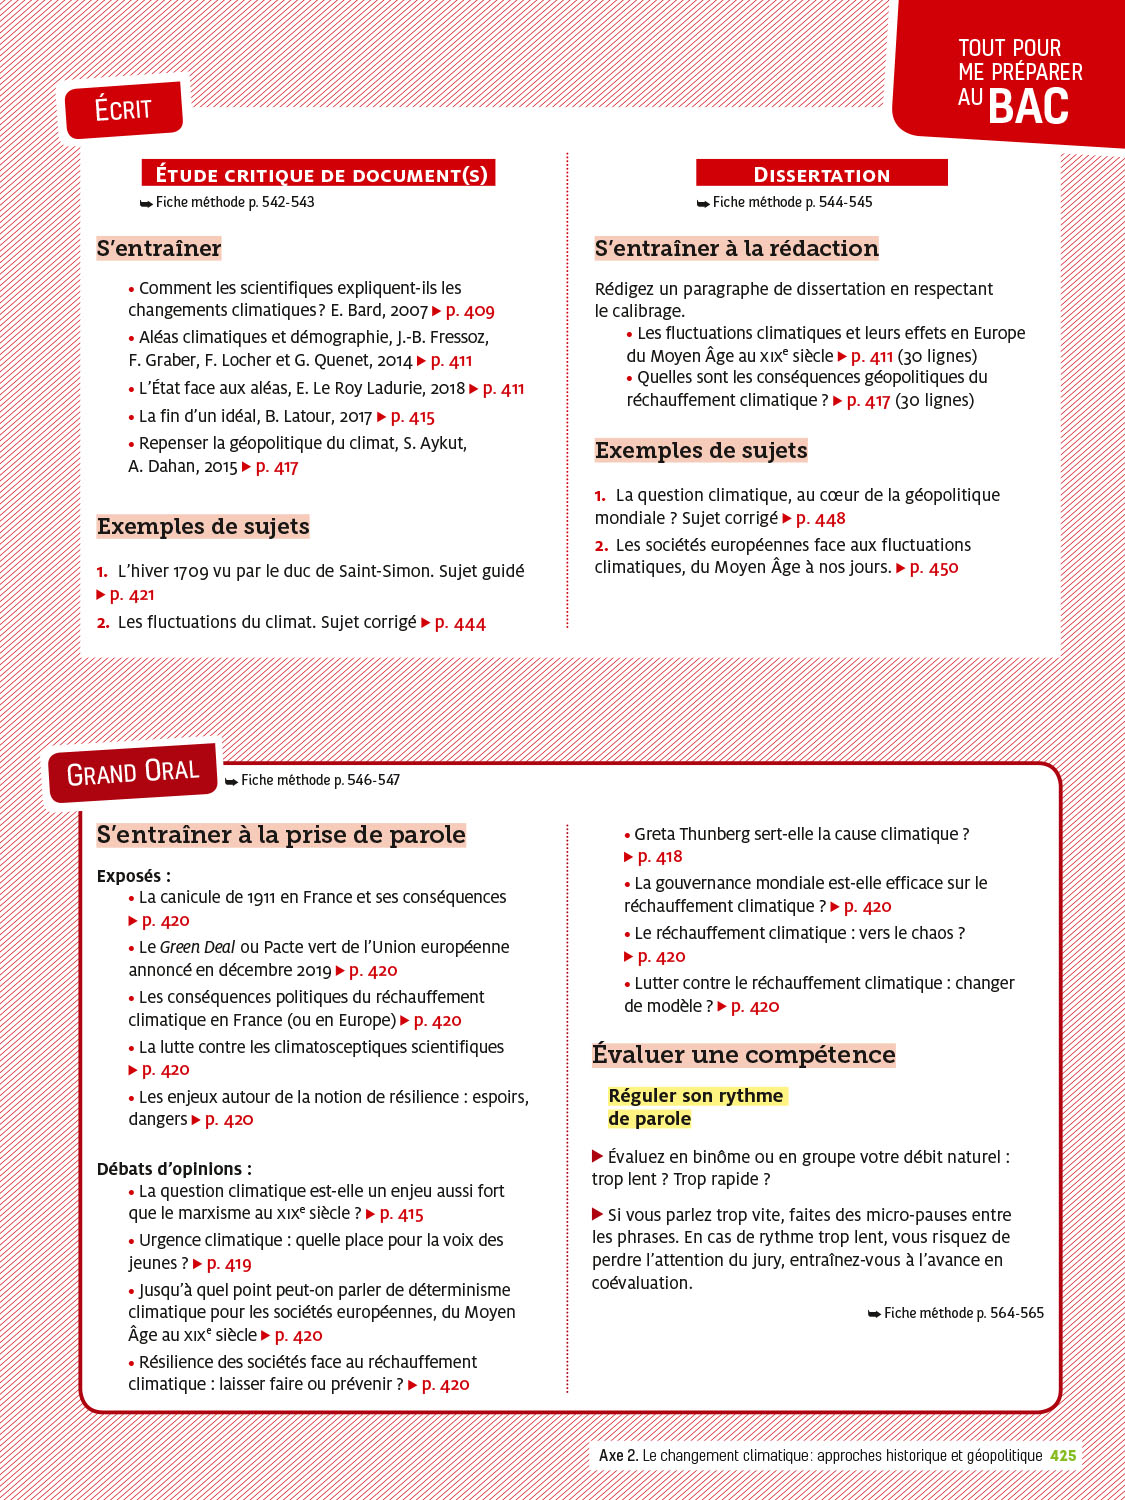 TOUT POUR
ME PRÉPARER
AU BAC
ÉCRIT
ÉTUDE CRITIQUE DE DOCUMENT(S)
➥ Fiche méthode p. 542-543
S’entraîner
• Comment les scientifiques expliquent-ils les
changements climatiques ? E. Bard, 2007 ▶ p. 409
• Aléas climatiques et démographie, J.-B. Fressoz,
F. Graber, F. Locher et G. Quenet, 2014 ▶ p. 411
• L’État face aux aléas, E. Le Roy Ladurie, 2018 ▶ p. 411
• La fin d’un idéal, B. Latour, 2017 ▶ p. 415
• Repenser la géopolitique du climat, S. Aykut,
A. Dahan, 2015 ▶ p. 417
Exemples de sujets
1. L’hiver 1709 vu par le duc de Saint-Simon. Sujet guidé
▶ p. 421
2. Les fluctuations du climat. Sujet corrigé ▶ p. 444
DISSERTATION
➥ Fiche méthode p. 544-545
S’entraîner à la rédaction
Rédigez un paragraphe de dissertation en respectant
le calibrage.
• Les fluctuations climatiques et leurs effets en Europe
du Moyen Âge au XIXe siècle ▶ p. 411 (30 lignes)
• Quelles sont les conséquences géopolitiques du
réchauffement climatique ? ▶ p. 417 (30 lignes)
Exemples de sujets
1. La question climatique, au cœur de la géopolitique
mondiale ? Sujet corrigé ▶ p. 448
2. Les sociétés européennes face aux fluctuations
climatiques, du Moyen Âge à nos jours. ▶ p. 450
GRAND ORAL
➥ Fiche méthode p. 546-547
S’entraîner à la prise de parole
Exposés :
• La canicule de 1911 en France et ses conséquences
▶ p. 420
• Le Green Deal ou Pacte vert de l’Union européenne
annoncé en décembre 2019 ▶ p. 420
• Les conséquences politiques du réchauffement
climatique en France (ou en Europe) ▶ p. 420
• La lutte contre les climatosceptiques scientifiques
▶ p. 420
• Les enjeux autour de la notion de résilience : espoirs,
dangers ▶ p. 420
Débats d’opinions :
• La question climatique est-elle un enjeu aussi fort
que le marxisme au XIXe siècle ? ▶ p. 415
• Urgence climatique : quelle place pour la voix des
jeunes ? ▶ p. 419
• Jusqu’à quel point peut-on parler de déterminisme
climatique pour les sociétés européennes, du Moyen
Âge au XIXe siècle ▶ p. 420
• Résilience des sociétés face au réchauffement
climatique : laisser faire ou prévenir ? ▶ p. 420
• Greta Thunberg sert-elle la cause climatique ?
▶ p. 418
• La gouvernance mondiale est-elle efficace sur le
réchauffement climatique ? ▶ p. 420
• Le réchauffement climatique : vers le chaos ?
▶ p. 420
• Lutter contre le réchauffement climatique : changer
de modèle ? ▶ p. 420
Évaluer une compétence
Réguler son rythme
de parole
▶ Évaluez en binôme ou en groupe votre débit naturel :
trop lent ? Trop rapide ?
▶ Si vous parlez trop vite, faites des micro-pauses entre
les phrases. En cas de rythme trop lent, vous risquez de
perdre l’attention du jury, entraînez-vous à l’avance en
coévaluation.
➥ Fiche méthode p. 564-565
Axe 2. Le changement climatique : approches historique et géopolitique 425